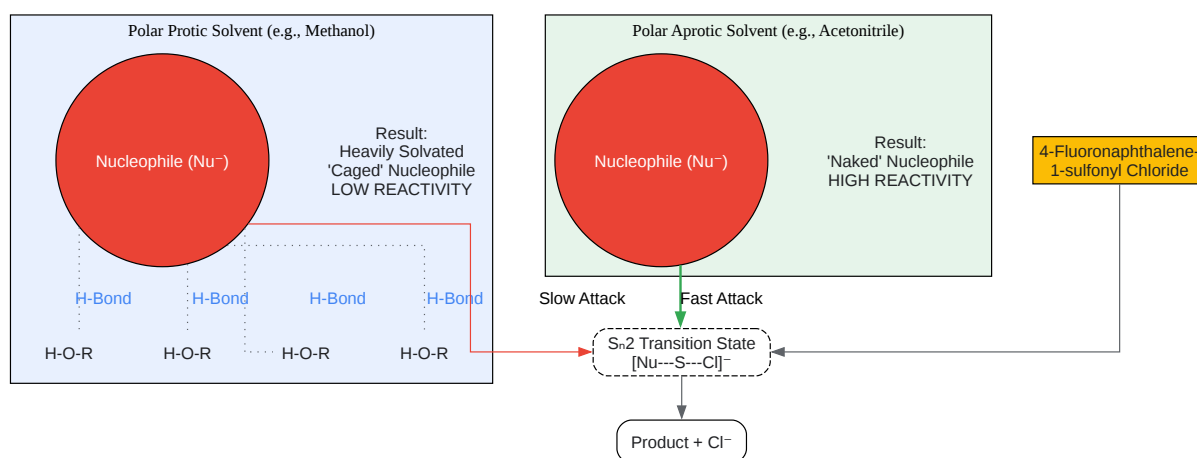 Polar Protic Solvent (e.g., Methanol)
Nucleophile (Nu⁻)
Result:
Heavily Solvated
'Caged' Nucleophile
LOW REACTIVITY
H-Bond
H-Bond
H-Bond
H-Bond
H-O-R
H-O-R
H-O-R
H-O-R
Polar Aprotic Solvent (e.g., Acetonitrile)
Nucleophile (Nu⁻)
Result:
'Naked' Nucleophile
HIGH REACTIVITY
4-Fluoronaphthalene-
1-sulfonyl Chloride
Slow Attack
Fast Attack
Sₙ2 Transition State
[Nu---S---Cl]⁻
Product + Cl⁻